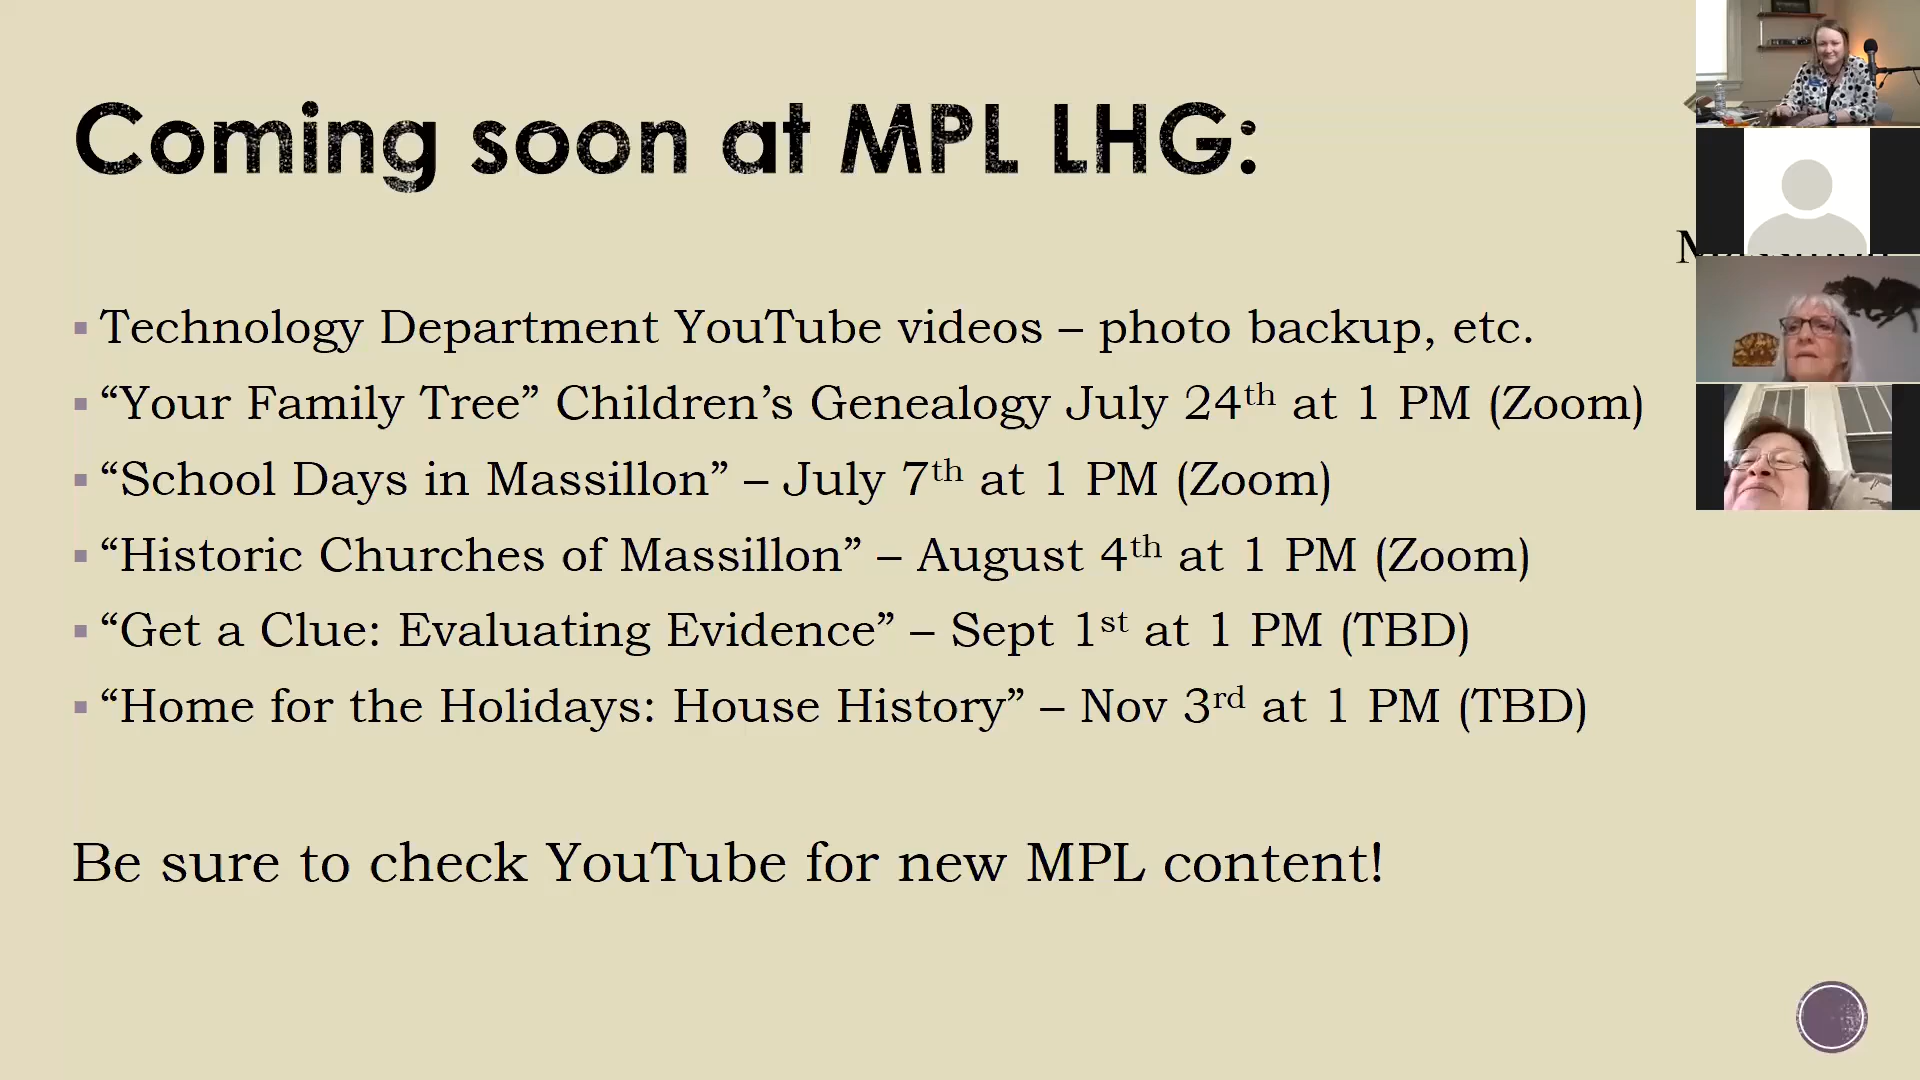 Coming soon at MPL LHG:
▪ Technology Department YouTube videos – photo backup, etc.
▪ “Your Family Tree” Children’s Genealogy July 24th at 1 PM (Zoom)
▪ “School Days in Massillon” – July 7th at 1 PM (Zoom)
▪ “Historic Churches of Massillon” – August 4th at 1 PM (Zoom)
▪ “Get a Clue: Evaluating Evidence” – Sept 1st at 1 PM (TBD)
▪ “Home for the Holidays: House History” – Nov 3rd at 1 PM (TBD)
Be sure to check YouTube for new MPL content!